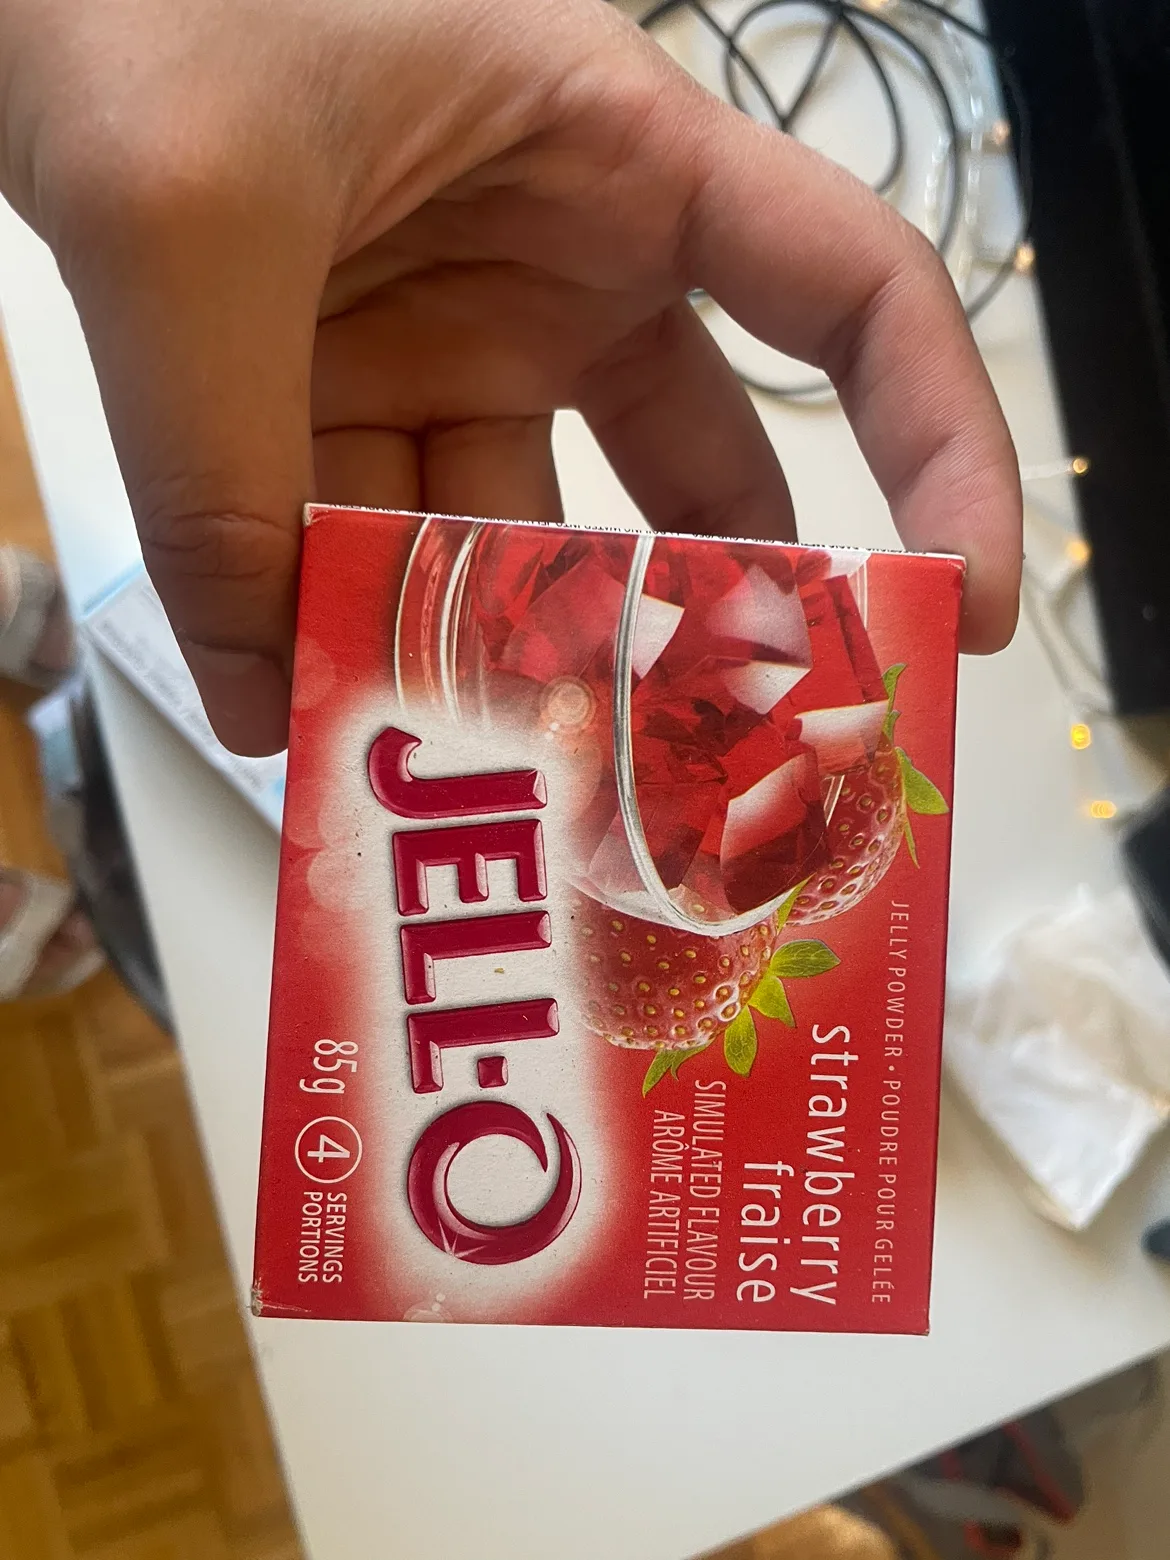 JELLY POWDER • POUDRE POUR GELÉE
strawberry
fraise
SIMULATED FLAVOUR
ARÔME ARTIFICIEL
JELL-O
85g 4 SERVINGS
PORTIONS